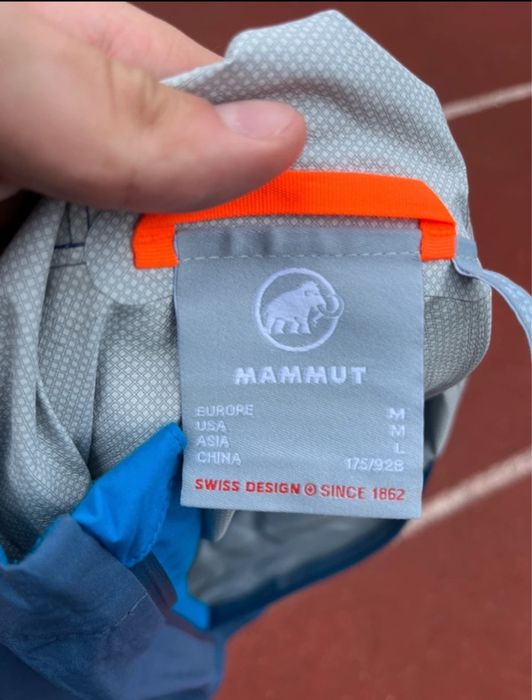 MAMMUT
EUROPE M
USA M
ASIA L
CHINA 175/92B
SWISS DESIGN SINCE 1862